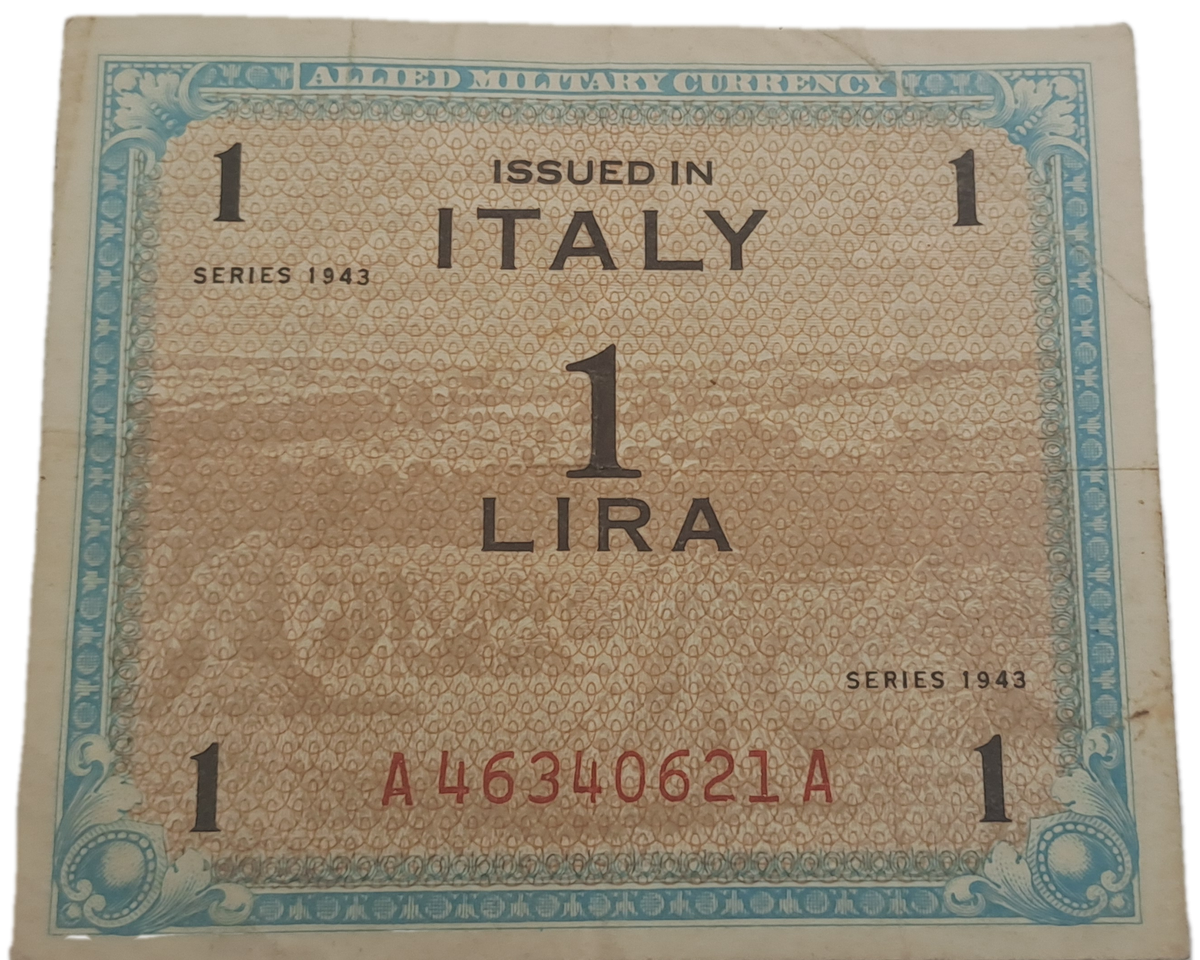 ALLIED MILITARY CURRENCY
1 ISSUED IN 1
ITALY
SERIES 1943
1
LIRA
SERIES 1943
1 A46340621A 1